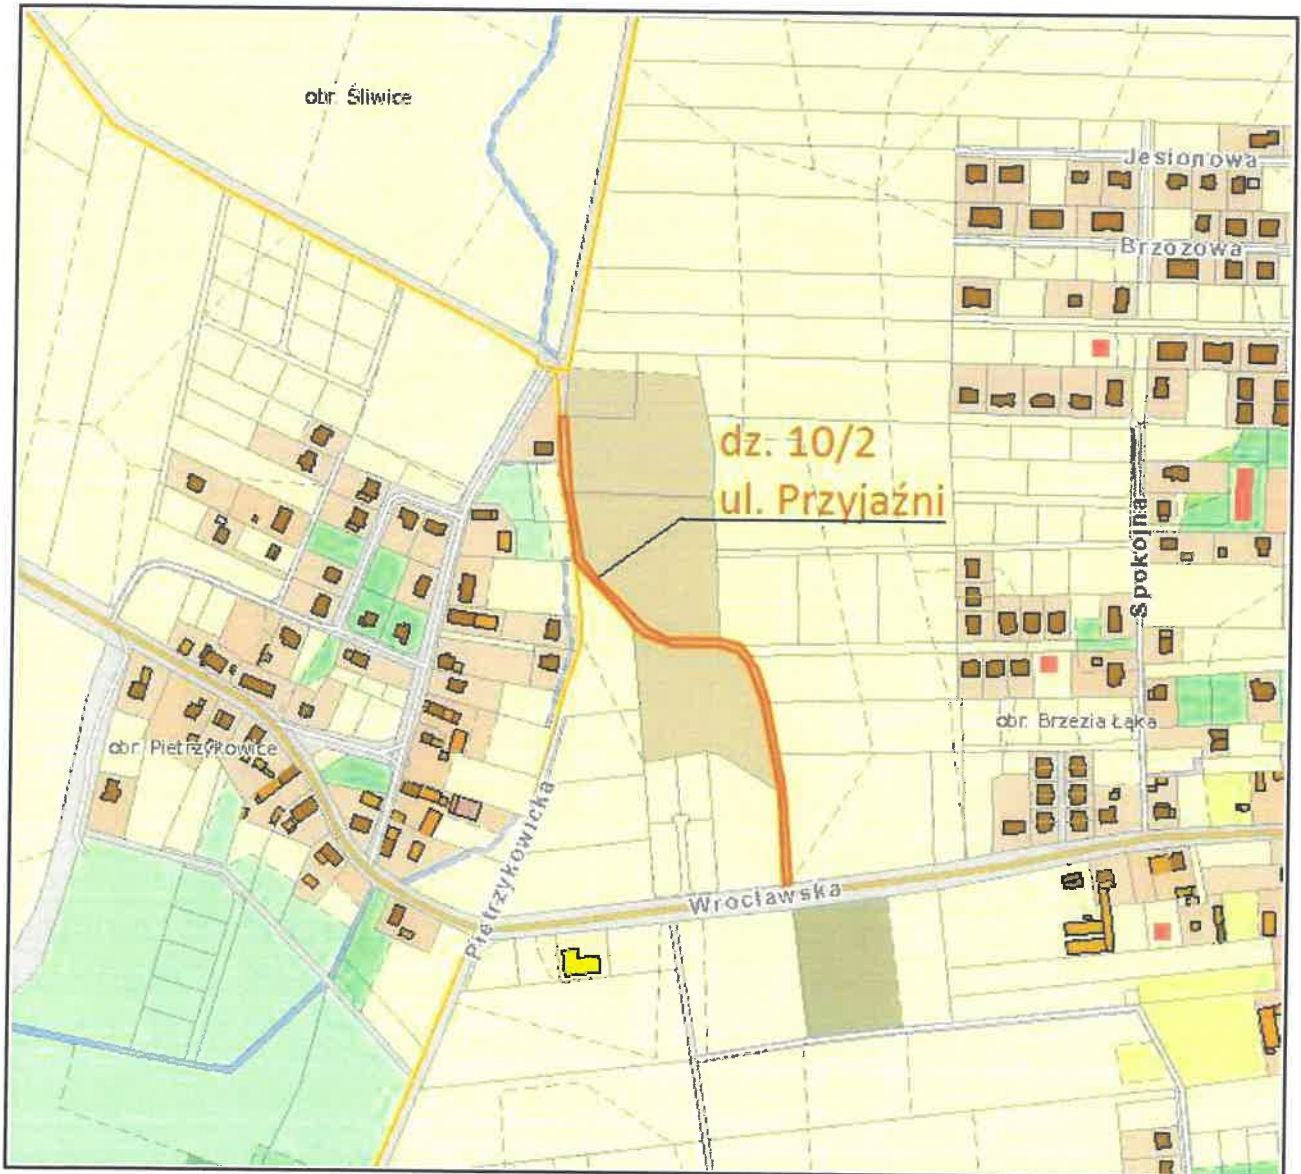 obr. Śliwice
Jesionowa
Brzozowa
dz. 10/2
ul. Przyjaźni
Spokojna
obr. Brzezia Łąka
obr. Pietrzykowice
Pietrzykowicka
Wrocławska